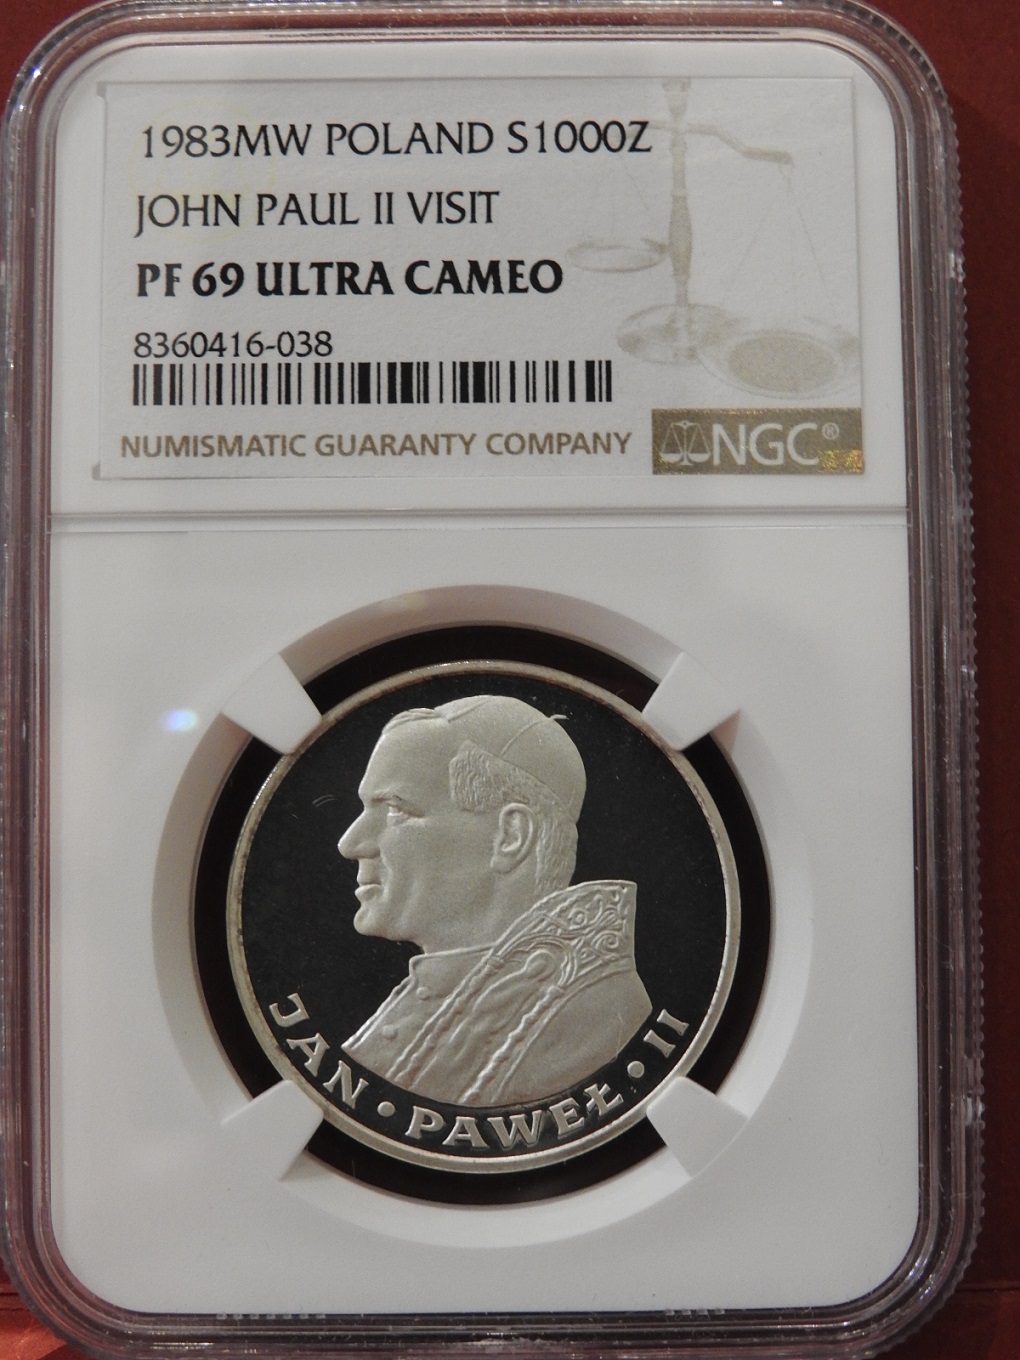 1983MW POLAND S1000Z
JOHN PAUL II VISIT
PF 69 ULTRA CAMEO
8360416-038
NUMISMATIC GUARANTY COMPANY
NGC®
JAN • PAWEŁ • II